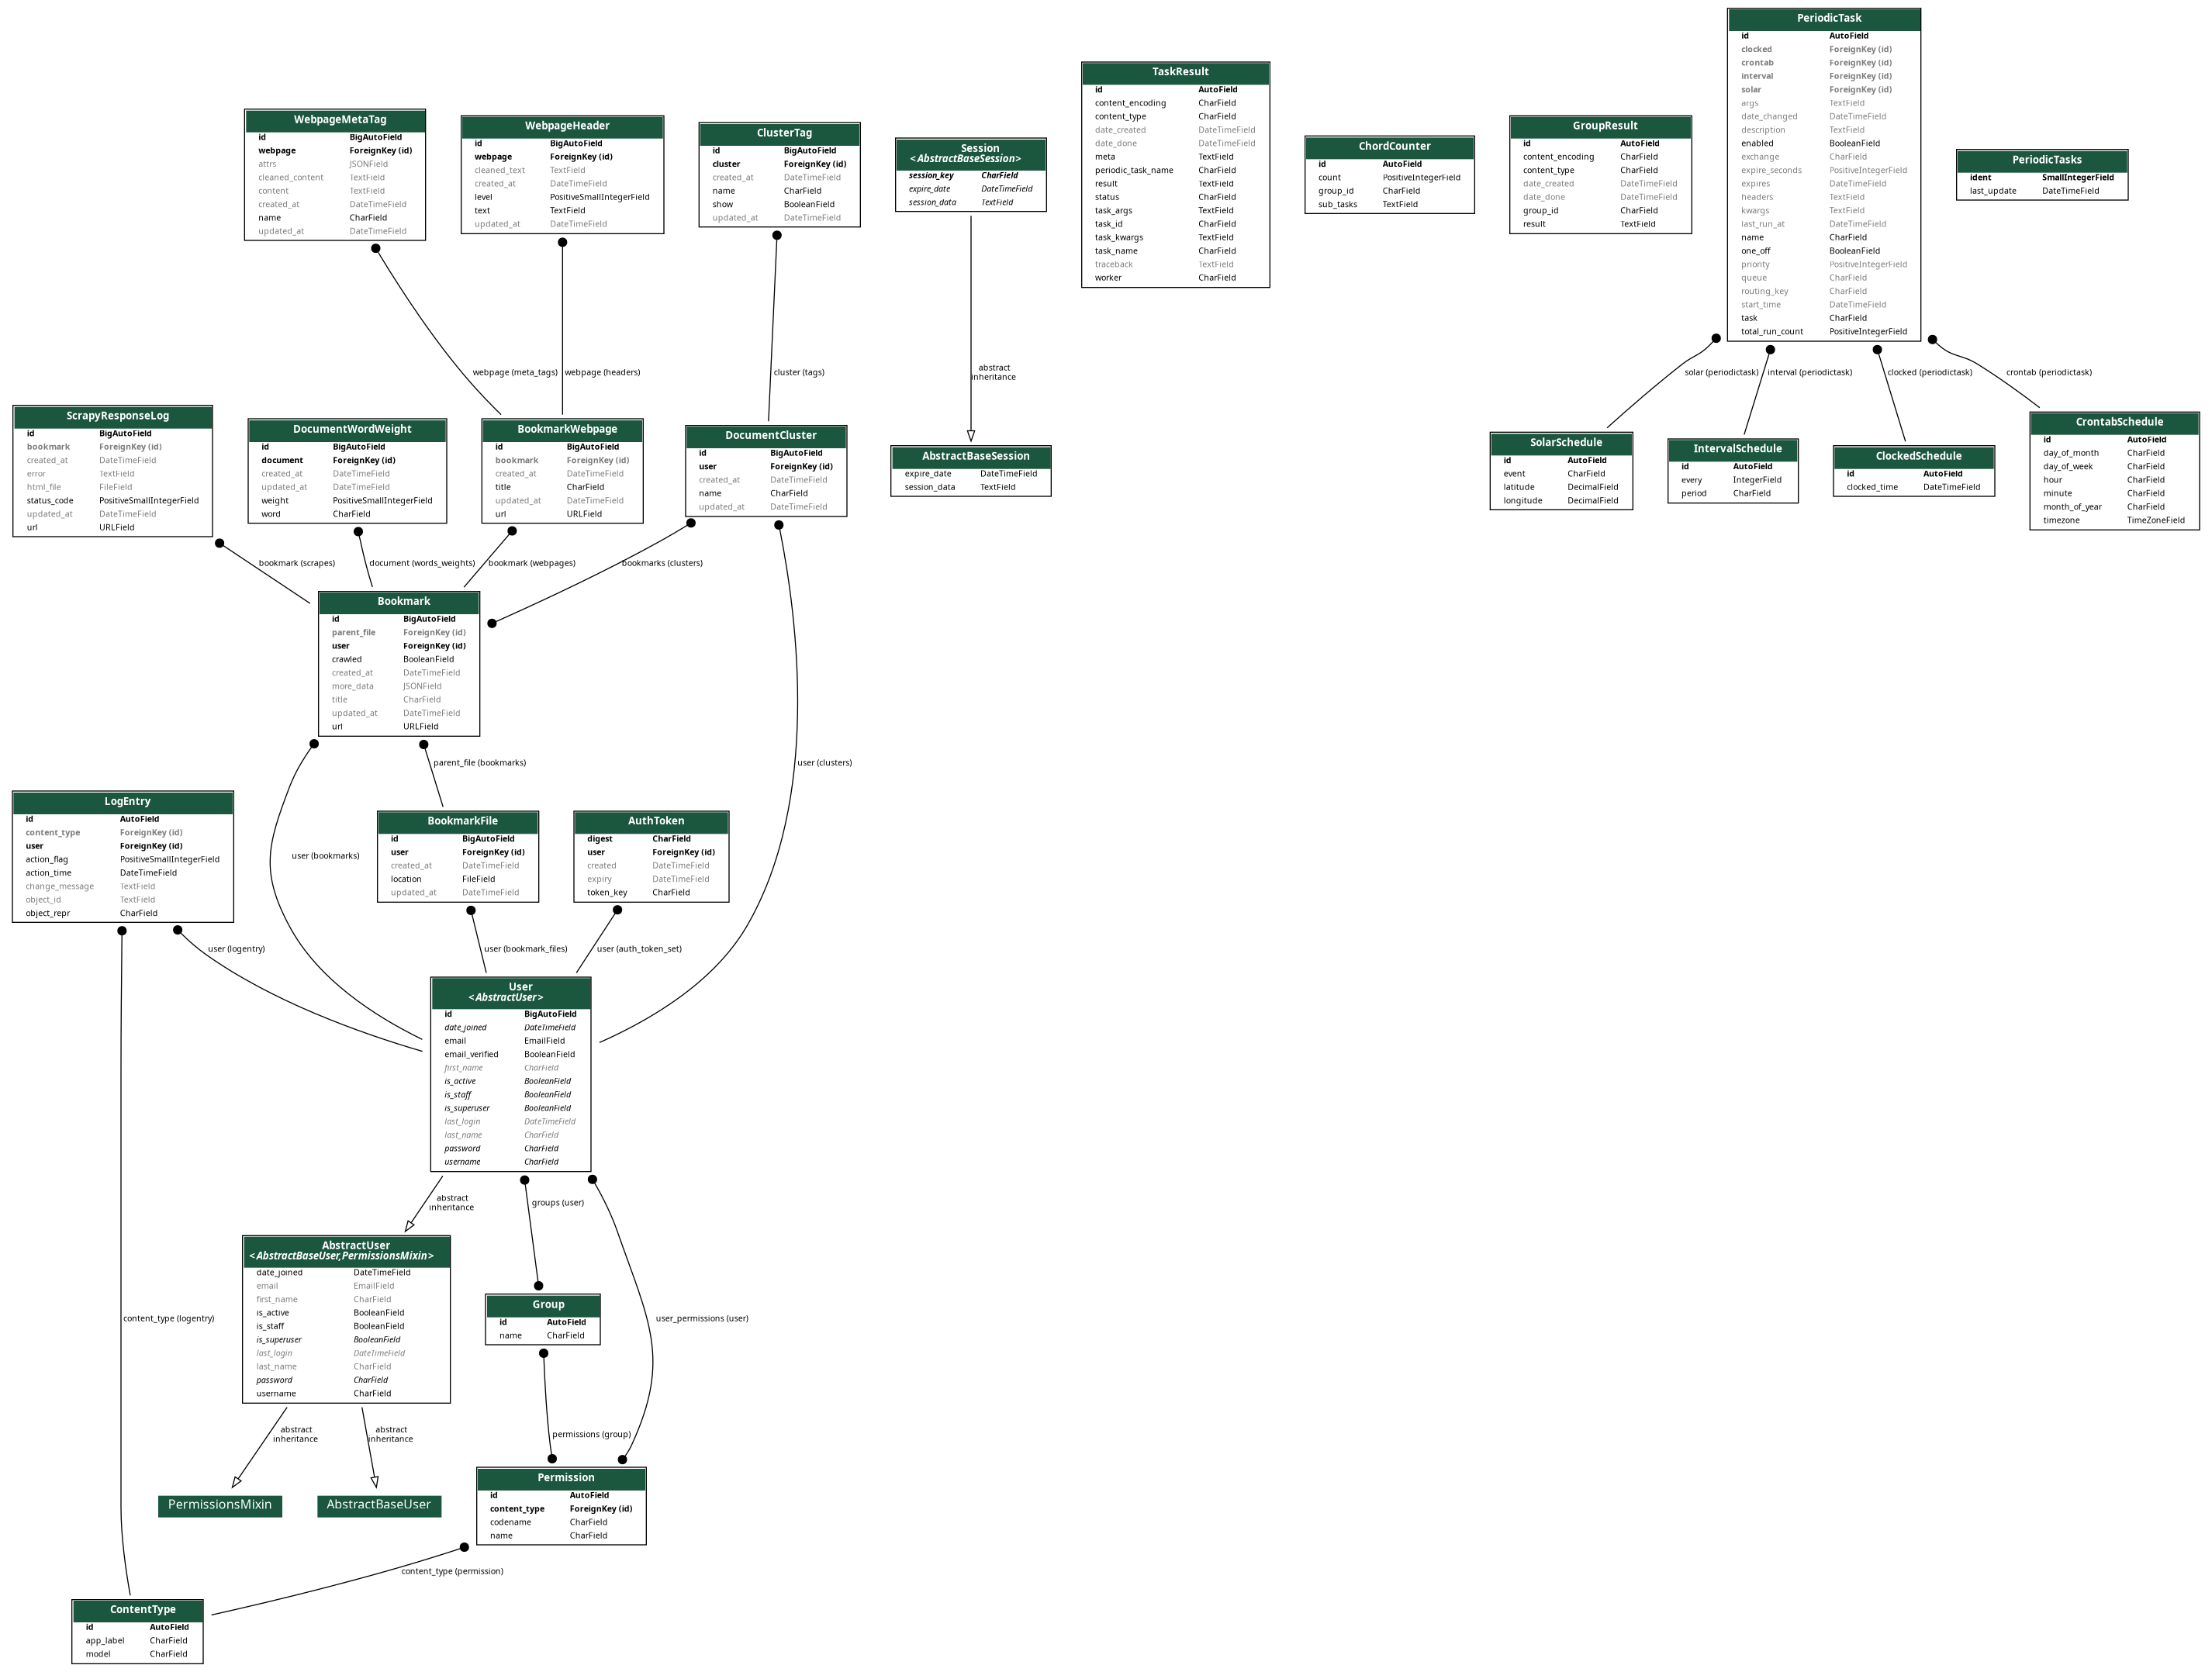 PeriodicTask
id AutoField
clocked ForeignKey (id)
crontab ForeignKey (id)
interval ForeignKey (id)
solar ForeignKey (id)
args TextField
date_changed DateTimeField
description TextField
enabled BooleanField
exchange CharField
expire_seconds PositiveIntegerField
expires DateTimeField
headers TextField
kwargs TextField
last_run_at DateTimeField
name CharField
one_off BooleanField
priority PositiveIntegerField
queue CharField
routing_key CharField
start_time DateTimeField
task CharField
total_run_count PositiveIntegerField
TaskResult
id AutoField
content_encoding CharField
content_type CharField
date_created DateTimeField
date_done DateTimeField
meta TextField
periodic_task_name CharField
result TextField
status CharField
task_args TextField
task_id CharField
task_kwargs TextField
task_name CharField
traceback TextField
worker CharField
WebpageMetaTag
id BigAutoField
webpage ForeignKey (id)
attrs JSONField
cleaned_content TextField
content TextField
created_at DateTimeField
name CharField
updated_at DateTimeField
WebpageHeader
id BigAutoField
webpage ForeignKey (id)
cleaned_text TextField
created_at DateTimeField
level PositiveSmallIntegerField
text TextField
updated_at DateTimeField
ClusterTag
id BigAutoField
cluster ForeignKey (id)
created_at DateTimeField
name CharField
show BooleanField
updated_at DateTimeField
Session
<AbstractBaseSession>
session_key CharField
expire_date DateTimeField
session_data TextField
ChordCounter
id AutoField
count PositiveIntegerField
group_id CharField
sub_tasks TextField
GroupResult
id AutoField
content_encoding CharField
content_type CharField
date_created DateTimeField
date_done DateTimeField
group_id CharField
result TextField
PeriodicTasks
ident SmallIntegerField
last_update DateTimeField
webpage (meta_tags)
webpage (headers)
cluster (tags)
abstract
inheritance
solar (periodictask)
interval (periodictask)
clocked (periodictask)
crontab (periodictask)
ScrapyResponseLog
id BigAutoField
bookmark ForeignKey (id)
created_at DateTimeField
error TextField
html_file FileField
status_code PositiveSmallIntegerField
updated_at DateTimeField
url URLField
DocumentWordWeight
id BigAutoField
document ForeignKey (id)
created_at DateTimeField
updated_at DateTimeField
weight PositiveSmallIntegerField
word CharField
BookmarkWebpage
id BigAutoField
bookmark ForeignKey (id)
created_at DateTimeField
title CharField
updated_at DateTimeField
url URLField
DocumentCluster
id BigAutoField
user ForeignKey (id)
created_at DateTimeField
name CharField
updated_at DateTimeField
AbstractBaseSession
expire_date DateTimeField
session_data TextField
SolarSchedule
id AutoField
event CharField
latitude DecimalField
longitude DecimalField
IntervalSchedule
id AutoField
every IntegerField
period CharField
ClockedSchedule
id AutoField
clocked_time DateTimeField
CrontabSchedule
id AutoField
day_of_month CharField
day_of_week CharField
hour CharField
minute CharField
month_of_year CharField
timezone TimeZoneField
bookmark (scrapes)
document (words_weights)
bookmark (webpages)
bookmarks (clusters)
Bookmark
id BigAutoField
parent_file ForeignKey (id)
user ForeignKey (id)
crawled BooleanField
created_at DateTimeField
more_data JSONField
title CharField
updated_at DateTimeField
url URLField
parent_file (bookmarks)
user (clusters)
user (bookmarks)
LogEntry
id AutoField
content_type ForeignKey (id)
user ForeignKey (id)
action_flag PositiveSmallIntegerField
action_time DateTimeField
change_message TextField
object_id TextField
object_repr CharField
BookmarkFile
id BigAutoField
user ForeignKey (id)
created_at DateTimeField
location FileField
updated_at DateTimeField
AuthToken
digest CharField
user ForeignKey (id)
created DateTimeField
expiry DateTimeField
token_key CharField
user (logentry)
user (bookmark_files)
user (auth_token_set)
User
<AbstractUser>
id BigAutoField
date_joined DateTimeField
email EmailField
email_verified BooleanField
first_name CharField
is_active BooleanField
is_staff BooleanField
is_superuser BooleanField
last_login DateTimeField
last_name CharField
password CharField
username CharField
abstract
inheritance
groups (user)
AbstractUser
<AbstractBaseUser,PermissionsMixin>
date_joined DateTimeField
email EmailField
first_name CharField
is_active BooleanField
is_staff BooleanField
is_superuser BooleanField
last_login DateTimeField
last_name CharField
password CharField
username CharField
Group
id AutoField
name CharField
content_type (logentry)
user_permissions (user)
abstract
inheritance
abstract
inheritance
permissions (group)
PermissionsMixin
AbstractBaseUser
Permission
id AutoField
content_type ForeignKey (id)
codename CharField
name CharField
content_type (permission)
ContentType
id AutoField
app_label CharField
model CharField